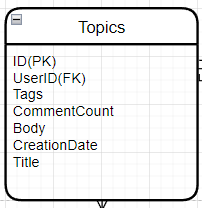 Topics
ID(PK)
UserID(FK)
Tags
CommentCount
Body
CreationDate
Title